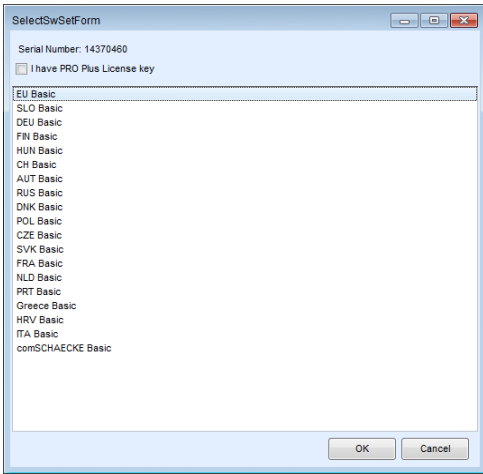 SelectSwSetForm
Serial Number: 14370460
I have PRO Plus License key
EU Basic
SLO Basic
DEU Basic
FIN Basic
HUN Basic
CH Basic
AUT Basic
RUS Basic
DNK Basic
POL Basic
CZE Basic
SVK Basic
FRA Basic
NLD Basic
PRT Basic
Greece Basic
HRV Basic
ITA Basic
comSCHAECKE Basic
OK Cancel